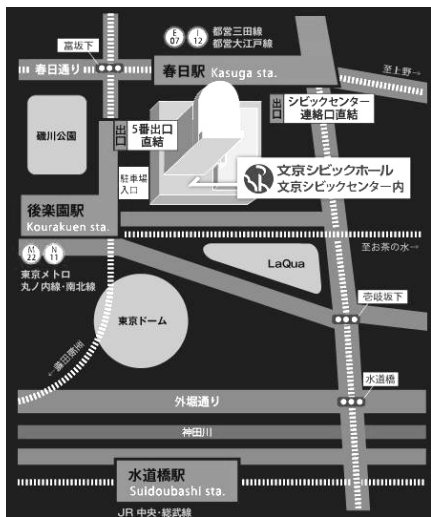 E
07
I
12
都営三田線
都営大江戸線
富坂下
春日通り
春日駅 Kasuga sta.
至上野→
礒川公園
出口
5番出口
直結
出口
シビックセンター
連絡口直結
駐車場
入口
文京シビックホール
文京シビックセンター内
後楽園駅
Kourakuen sta.
至お茶の水→
M
22
N
11
東京メトロ
丸ノ内線・南北線
LaQua
東京ドーム
壱岐坂下
←至飯田橋
水道橋
外堀通り
神田川
水道橋駅
Suidoubashi sta.
JR 中央・総武線